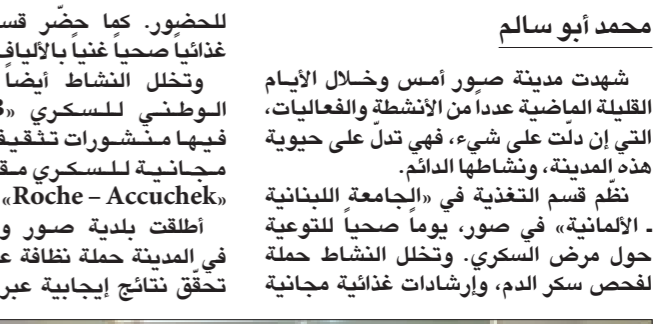 محمد أبو سالم
شهدت مدينة صور أمس وخلال الأيام
القليلة الماضية عدداً من الأنشطة والفعاليات،
التي إن دلّت على شيء، فهي تدلّ على حيوية
هذه المدينة، ونشاطها الدائم.
نظّم قسم التغذية في «الجامعة اللبنانية
ـ الألمانية» في صور، يوماً صحياً للتوعية
حول مرض السكري. وتخلل النشاط حملة
لفحص سكر الدم، وإرشادات غذائية مجانية
للحضور. كما حضّر
غذائياً صحياً غنياً
وتخلل النشاط أيضاً
الوطني للسكري
فيها منشورات
مجانية للسكري
«Roche – Accuchek»
أطلقت بلدية صور
في المدينة حملة نظافة
تحقّق نتائج إيجابية عبر